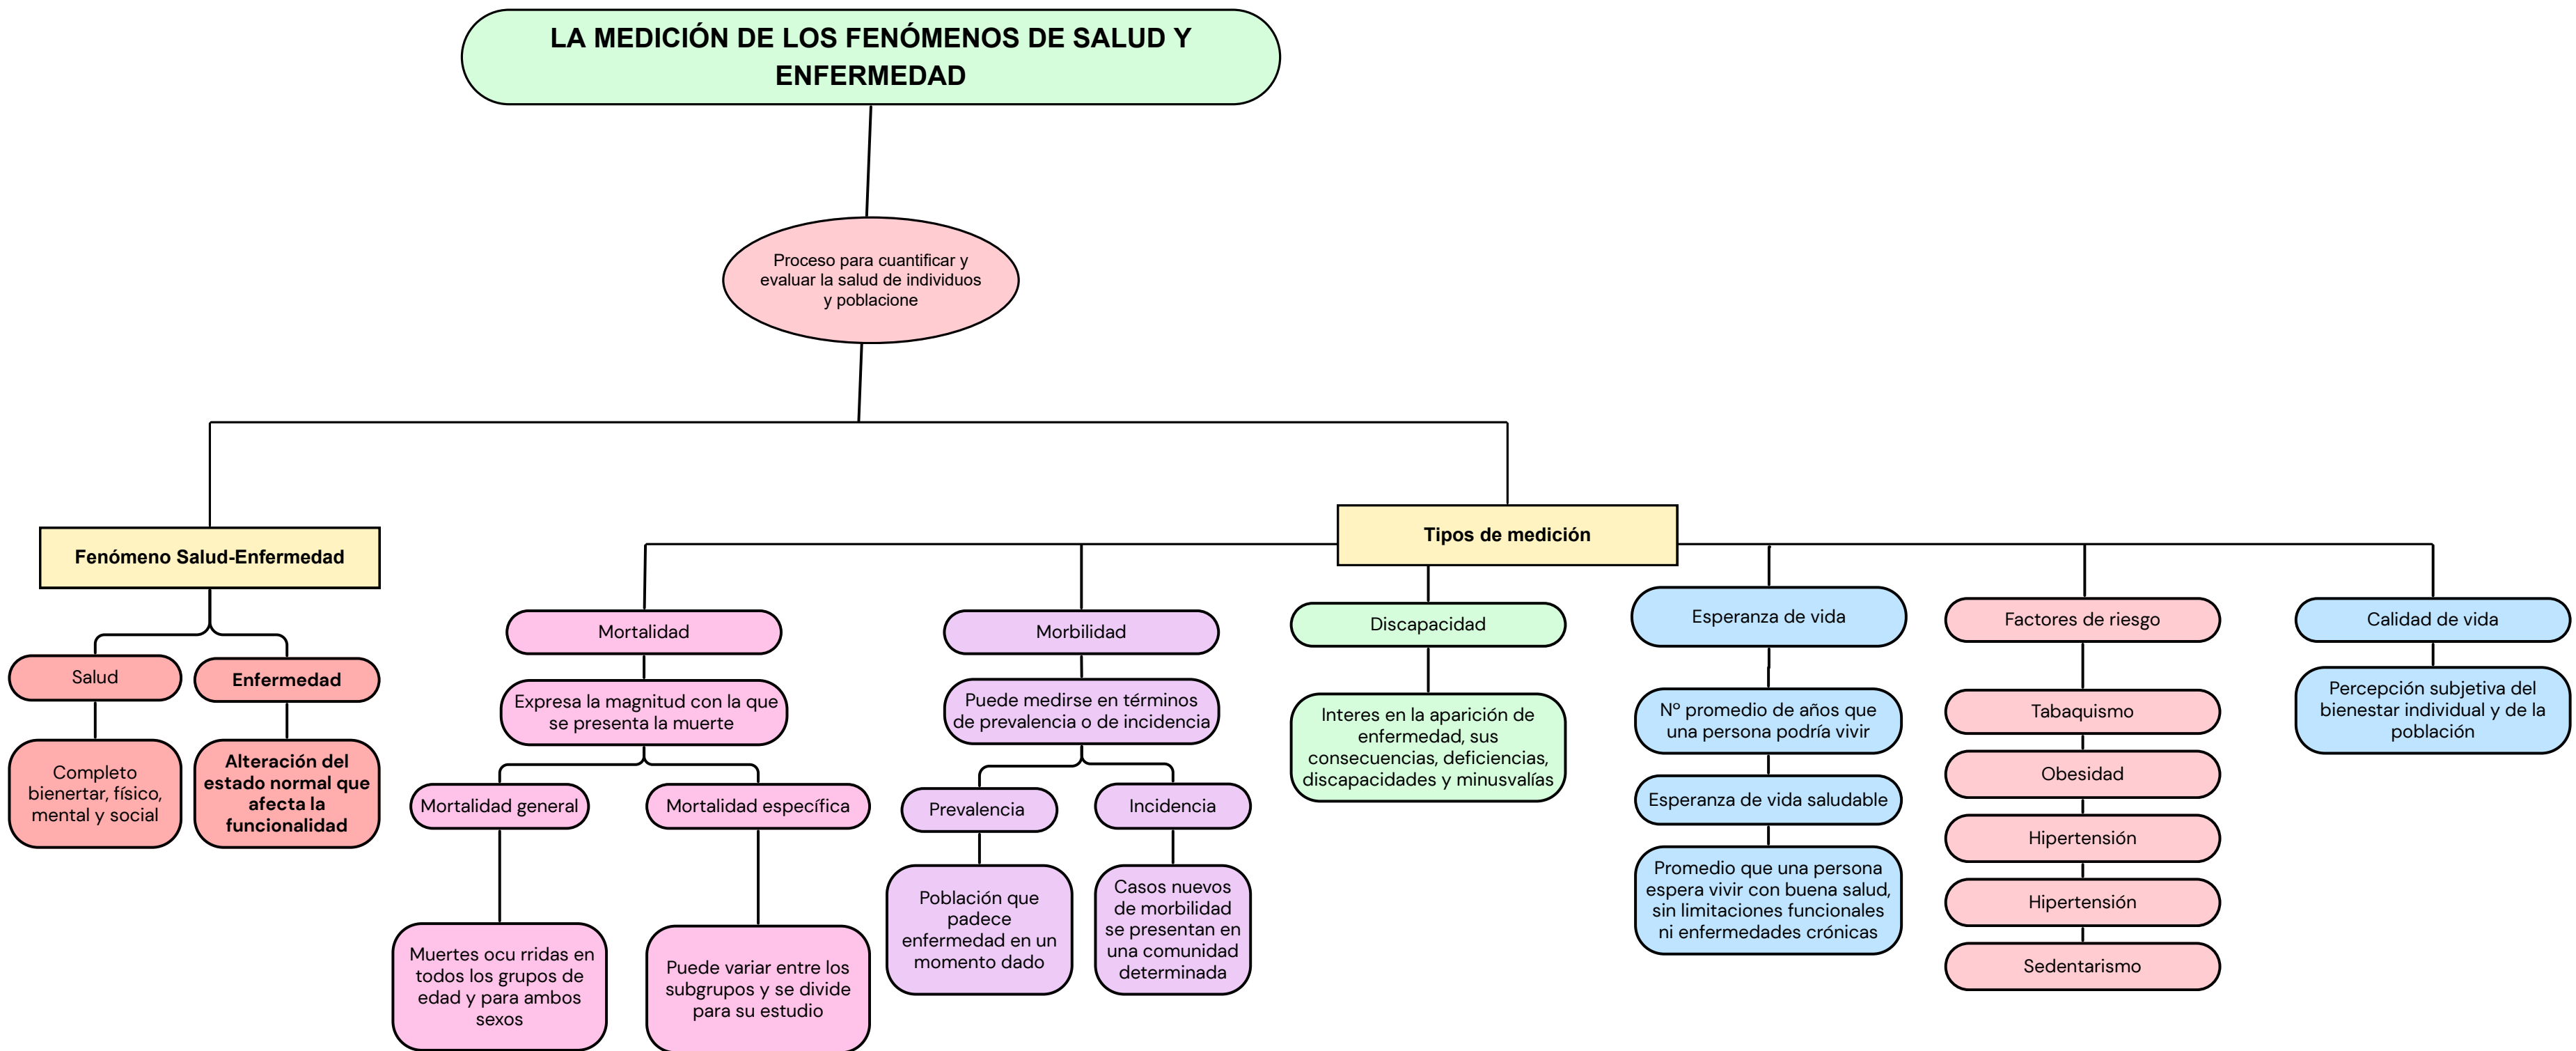 LA MEDICIÓN DE LOS FENÓMENOS DE SALUD Y
ENFERMEDAD
Proceso para cuantificar y
evaluar la salud de individuos
y poblacione
Fenómeno Salud-Enfermedad
Salud
Completo
bienertar, físico,
mental y social
Enfermedad
Alteración del
estado normal que
afecta la
funcionalidad
Tipos de medición
Mortalidad
Expresa la magnitud con la que
se presenta la muerte
Mortalidad general
Muertes ocu rridas en
todos los grupos de
edad y para ambos
sexos
Mortalidad específica
Puede variar entre los
subgrupos y se divide
para su estudio
Morbilidad
Puede medirse en términos
de prevalencia o de incidencia
Prevalencia
Población que
padece
enfermedad en un
momento dado
Incidencia
Casos nuevos
de morbilidad
se presentan en
una comunidad
determinada
Discapacidad
Interes en la aparición de
enfermedad, sus
consecuencias, deficiencias,
discapacidades y minusvalías
Esperanza de vida
Nº promedio de años que
una persona podría vivir
Esperanza de vida saludable
Promedio que una persona
espera vivir con buena salud,
sin limitaciones funcionales
ni enfermedades crónicas
Factores de riesgo
Tabaquismo
Obesidad
Hipertensión
Hipertensión
Sedentarismo
Calidad de vida
Percepción subjetiva del
bienestar individual y de la
población